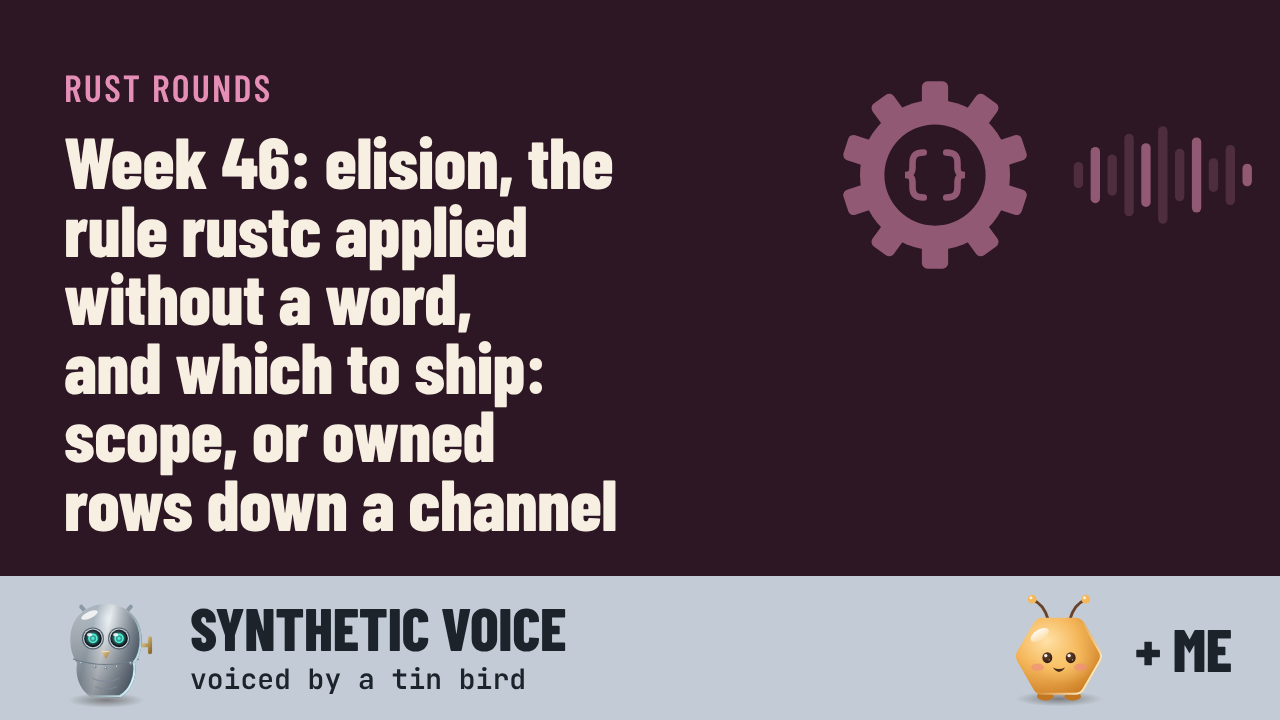 RUST ROUNDS
Week 46: elision, the
rule rustc applied
without a word,
and which to ship:
scope, or owned
rows down a channel
{ }
SYNTHETIC VOICE
voiced by a tin bird
+ ME